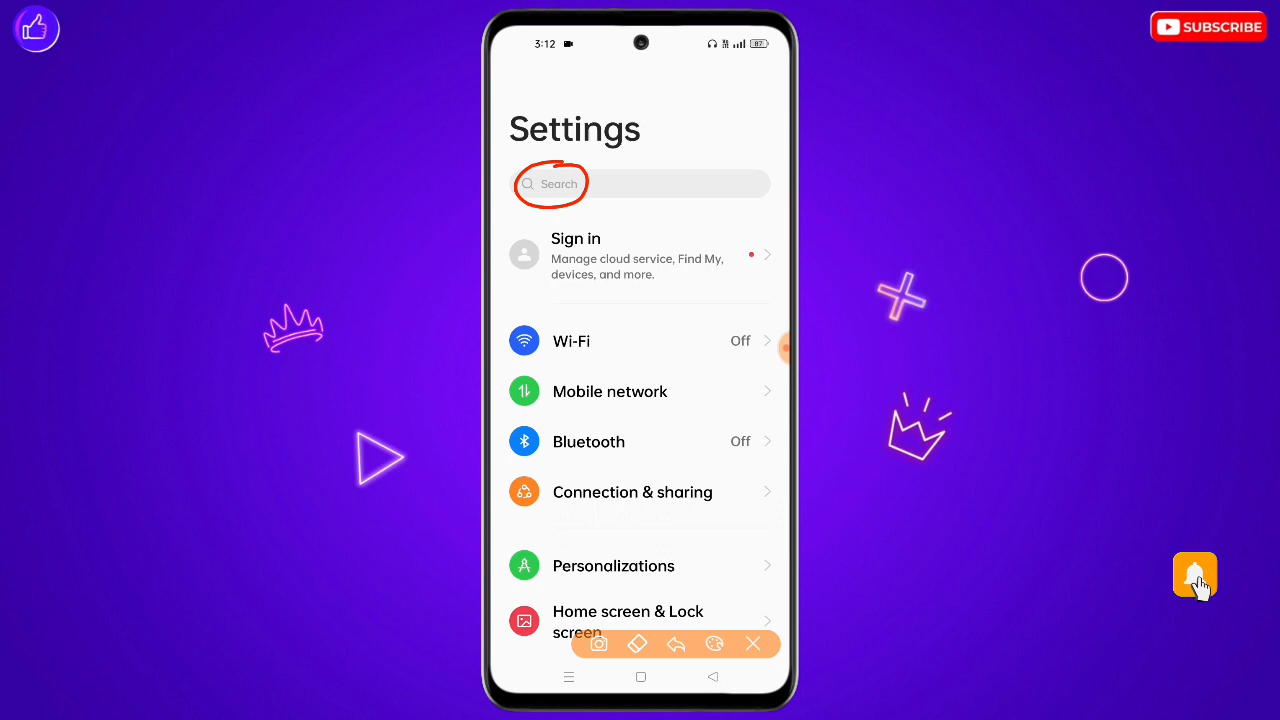 SUBSCRIBE
3:12
87
Settings
Search
Sign in
Manage cloud service, Find My,
devices, and more.
Wi-Fi
Off
Mobile network
Bluetooth
Off
Connection & sharing
Personalizations
Home screen & Lock
screen